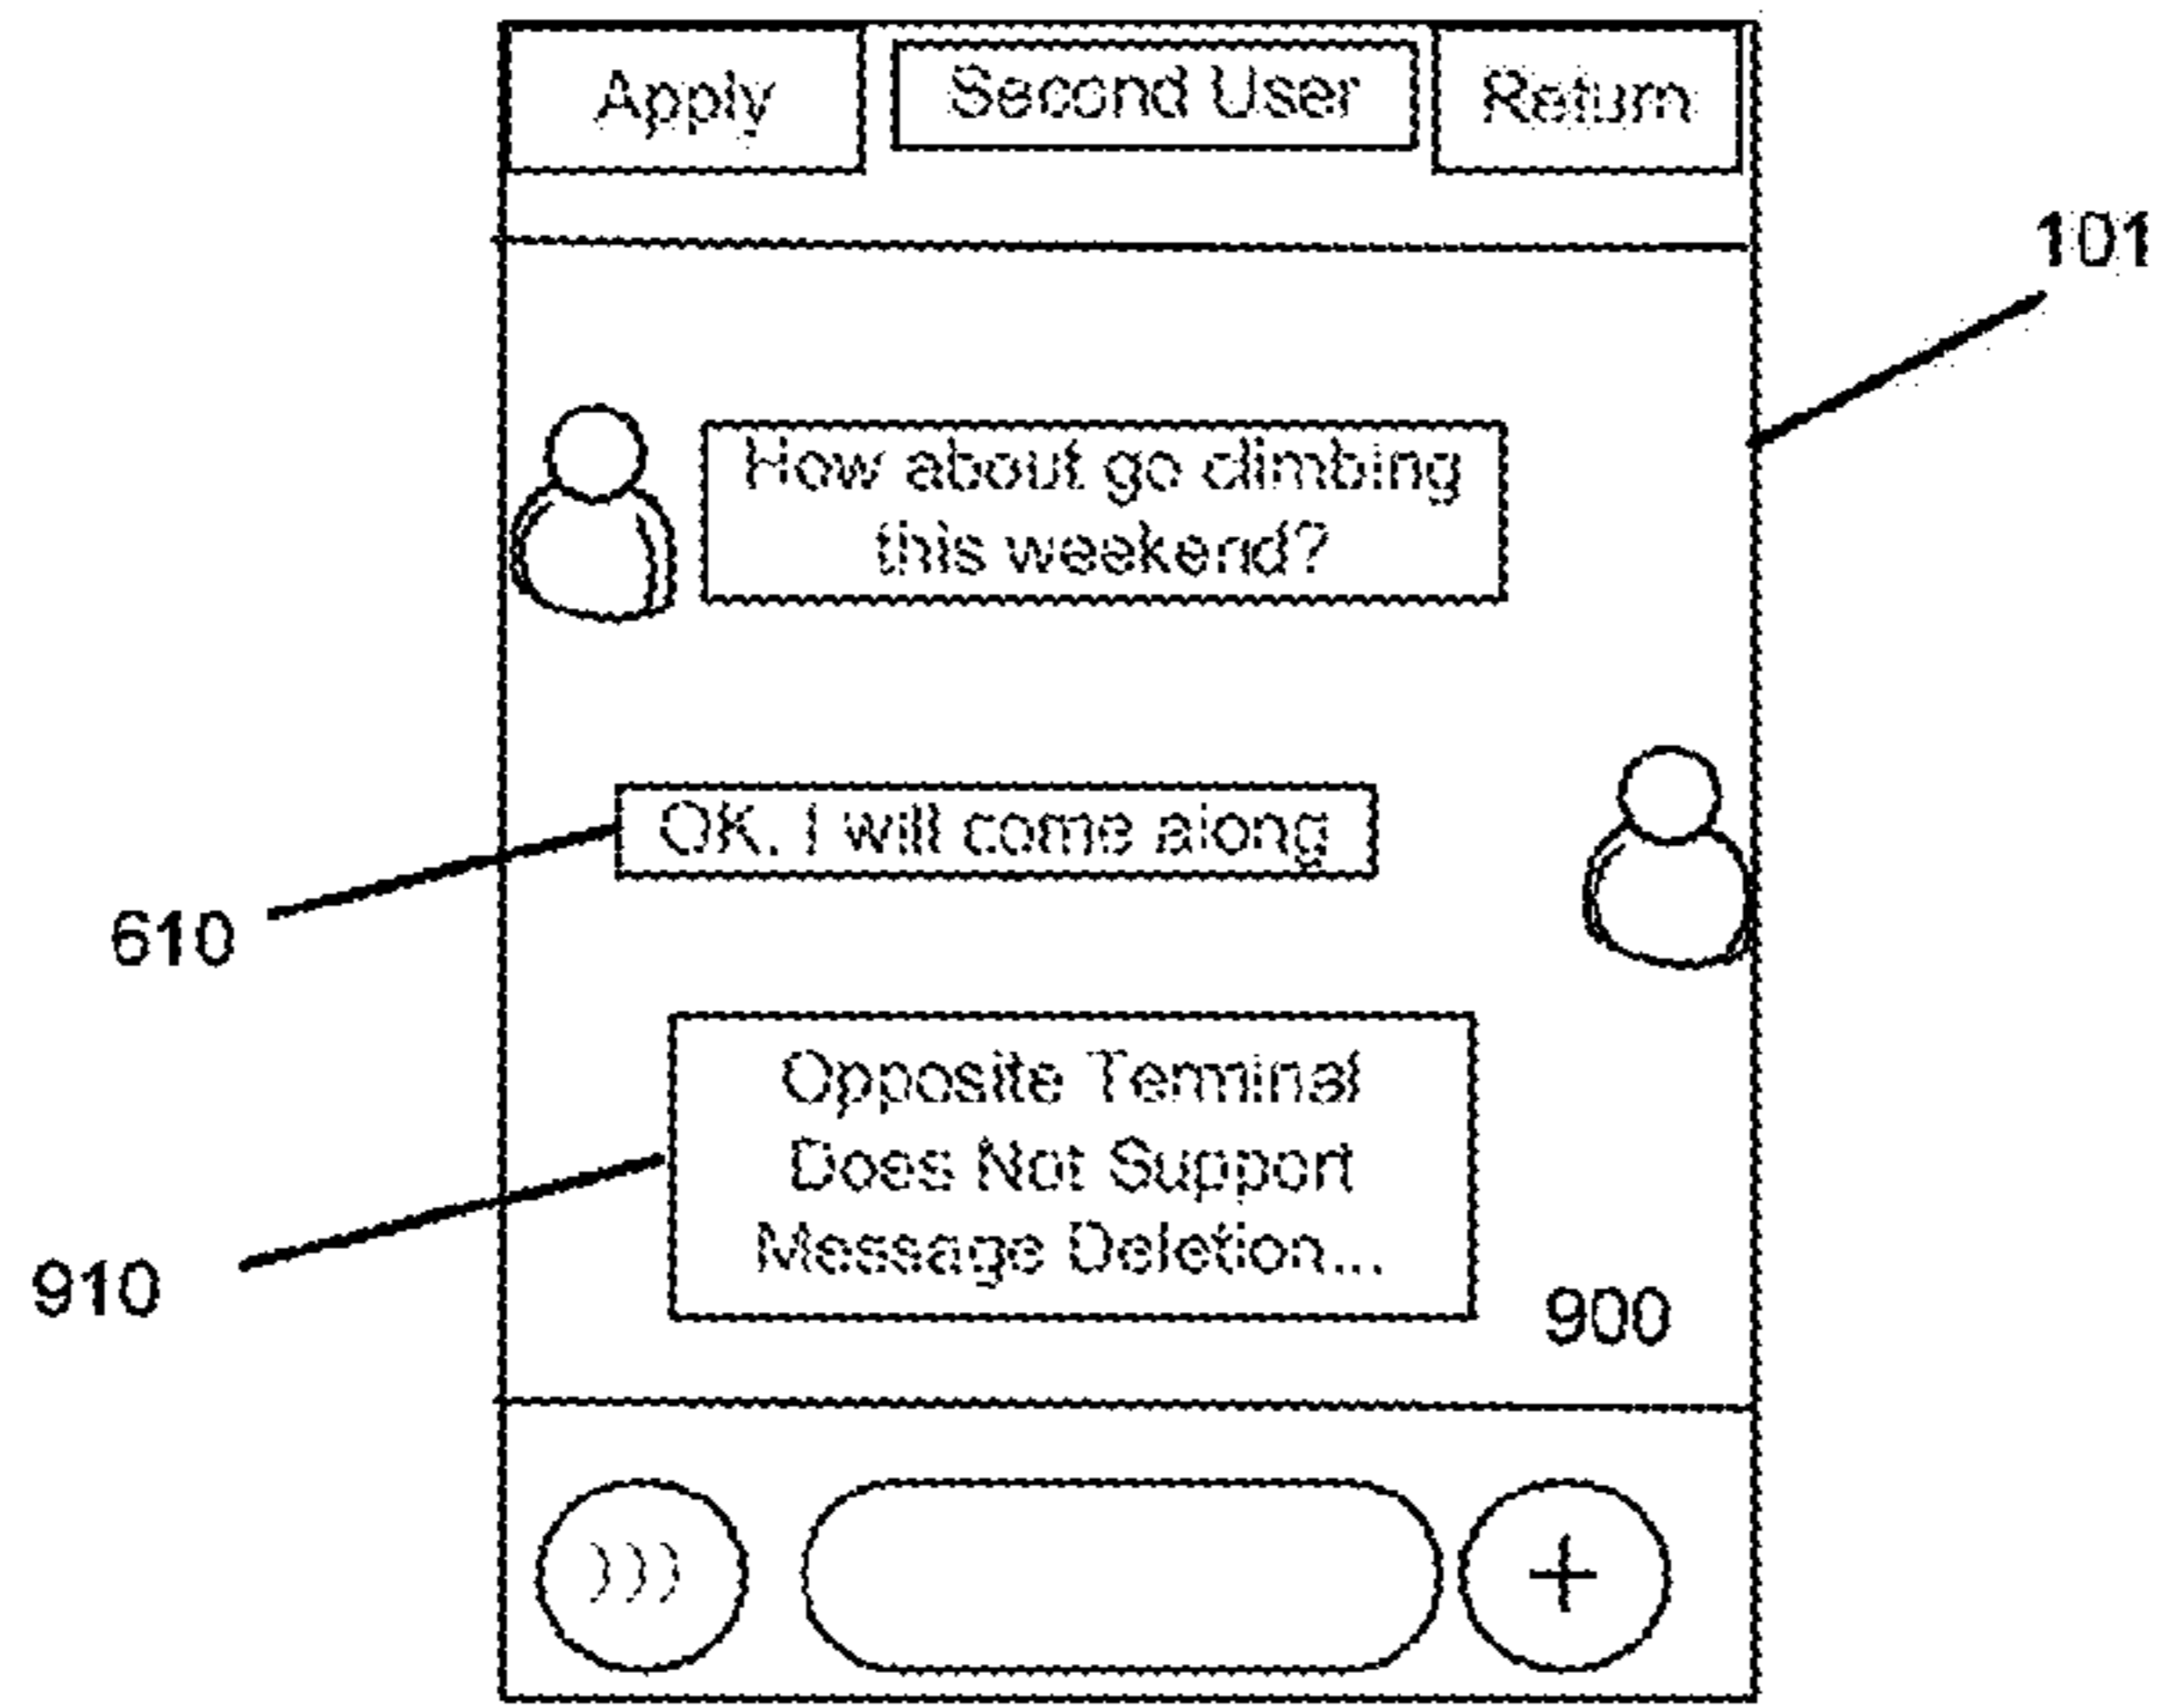 Apply
Second User
Return
101
How about go climbing
this weekend?
OK. I will come along
610
Opposite Terminal
Does Not Support
Message Deletion...
910
900
)))
+